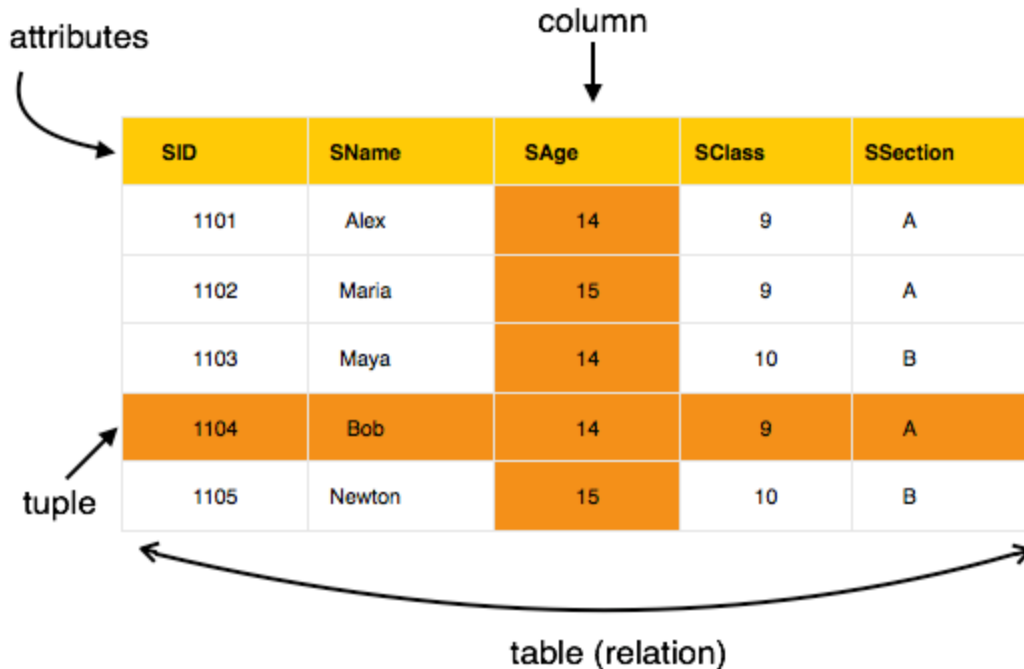 column
attributes
SID SName SAge SClass SSection
1101 Alex 14 9 A
1102 Maria 15 9 A
1103 Maya 14 10 B
1104 Bob 14 9 A
tuple
1105 Newton 15 10 B
table (relation)